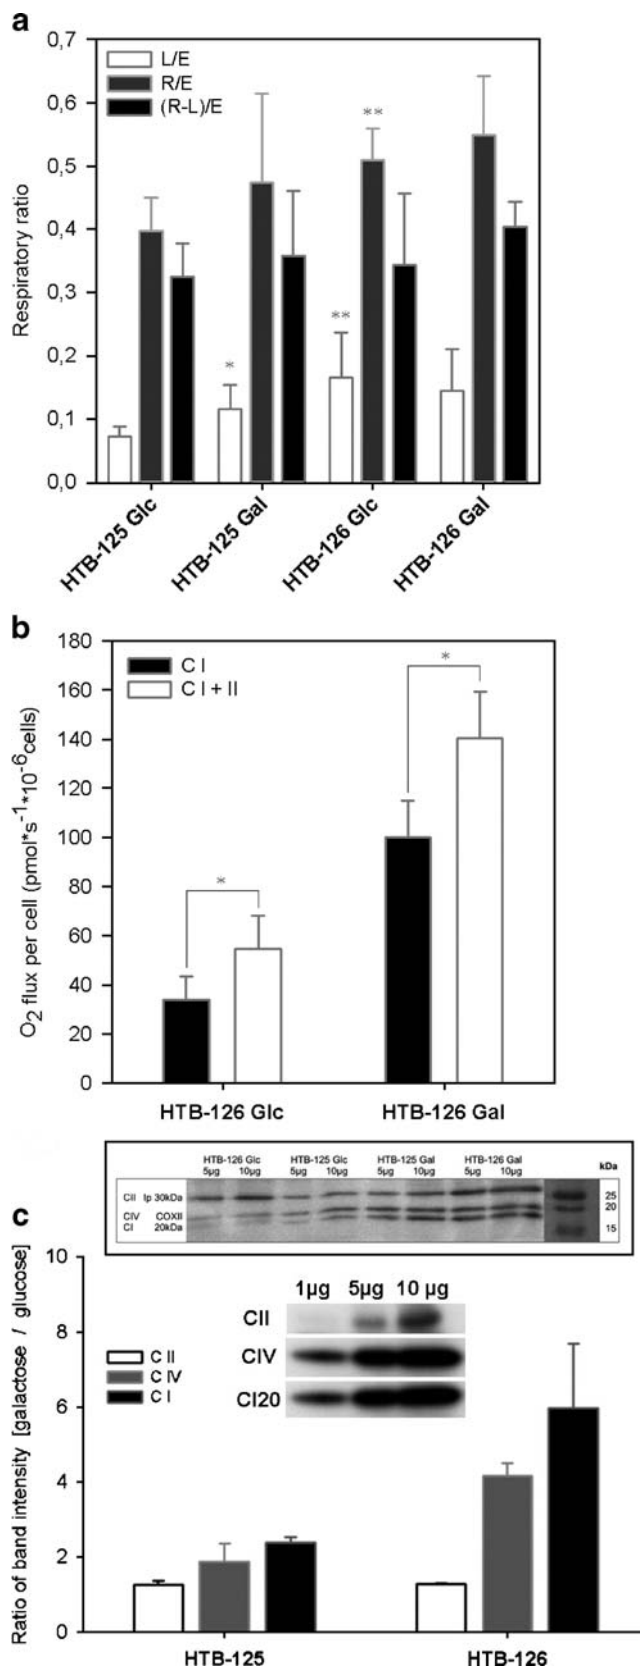 a
0,7
L/E
R/E
(R-L)/E
0,6
0,5
0,4
0,3
0,2
0,1
0,0
Respiratory ratio
**
**
*
HTB-125 Glc
HTB-125 Gal
HTB-126 Glc
HTB-126 Gal
b
180
160
140
120
100
80
60
40
20
0
C I
C I + II
O2 flux per cell (pmol*s-1*10-6cells)
*
*
HTB-126 Glc
HTB-126 Gal
HTB-126 Glc HTB-125 Glc HTB-125 Gal HTB-126 Gal kDa
5µg 10µg 5µg 10µg 5µg 10µg 5µg 10µg
CII Ip 30kDa 25
20
CIV COXII
CI 20kDa 15
c
10
8
6
4
2
0
Ratio of band intensity [galactose / glucose]
1µg 5µg 10 µg
CII
CIV
CI20
C II
C IV
C I
HTB-125
HTB-126